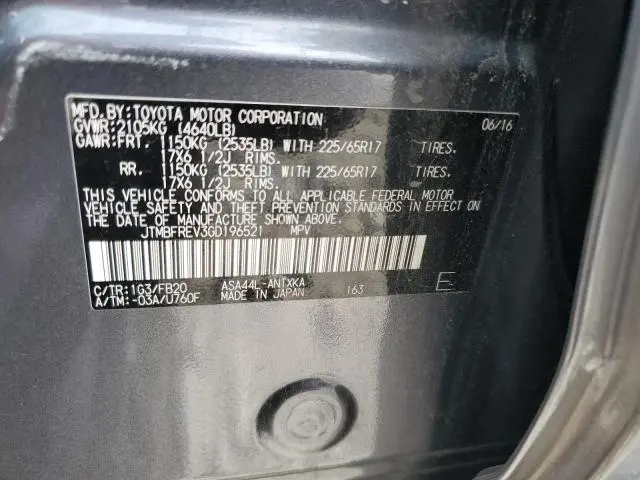 MFD. BY: TOYOTA MOTOR CORPORATION 06/16
GVWR: 2105KG (4640LB)
GAWR: FRT. 1150KG (2535LB) WITH 225/65R17 TIRES.
17X6 1/2J RIMS.
RR. 1150KG (2535LB) WITH 225/65R17 TIRES.
17X6 1/2J RIMS.
THIS VEHICLE CONFORMS TO ALL APPLICABLE FEDERAL MOTOR
VEHICLE SAFETY AND THEFT PREVENTION STANDARDS IN EFFECT ON
THE DATE OF MANUFACTURE SHOWN ABOVE.
JTMBFREV3GD196521 MPV
C/TR: 1G3/FB20 ASA44L-ANTXKA
A/TM: -03A/U760F MADE IN JAPAN 163 E